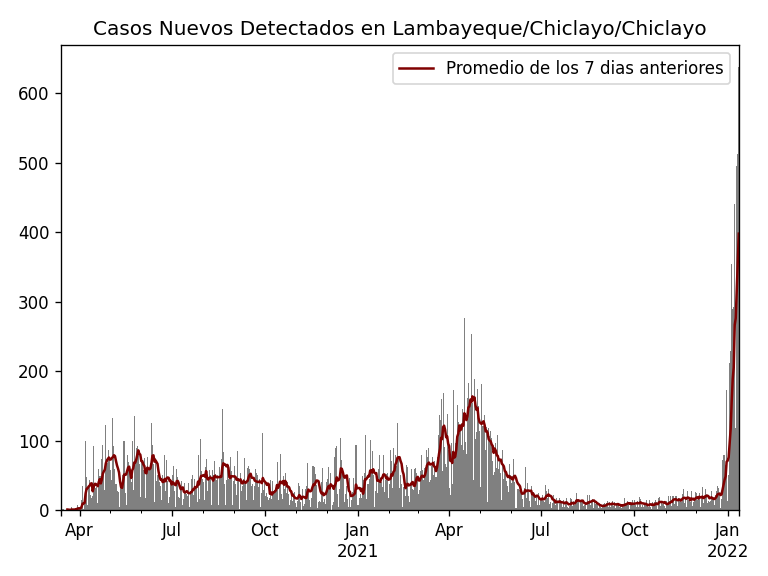 Casos Nuevos Detectados en Lambayeque/Chiclayo/Chiclayo
Promedio de los 7 dias anteriores
600
500
400
300
200
100
0
Apr Jul Oct Jan Apr Jul Oct Jan
2021 2022